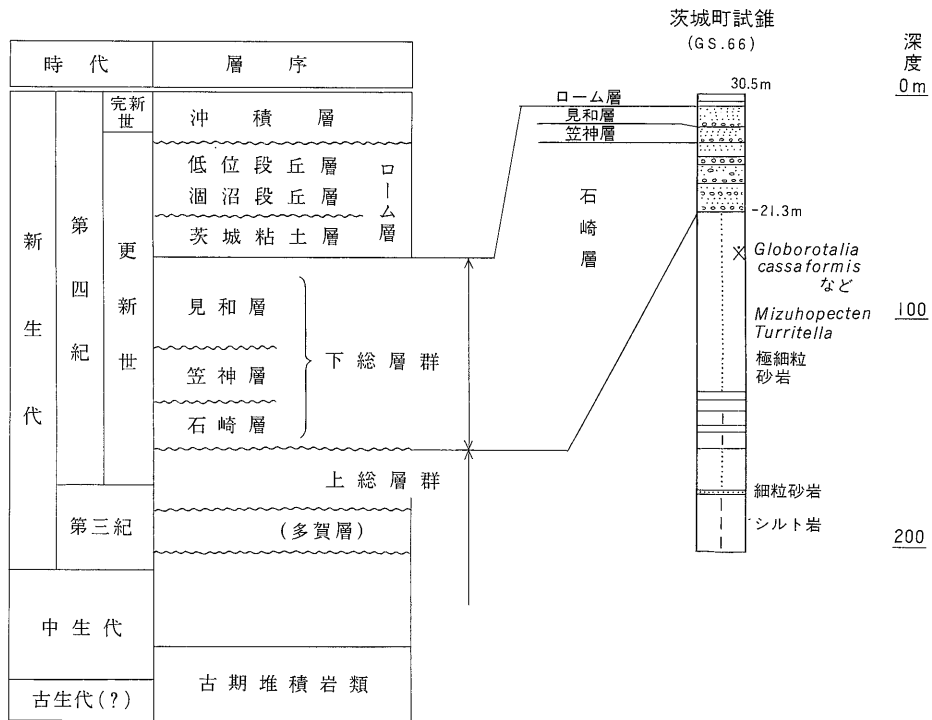 茨城町試錐
(GS.66)
深度
時代
層序
30.5m
0m
新生代
第四紀
完新世
沖積層
ローム層
見和層
笠神層
低位段丘層
涸沼段丘層
ローム層
茨城粘土層
更新世
石崎層
-21.3m
Globorotalia
cassaformis
など
見和層
笠神層
石崎層
下総層群
Mizuhopecten
Turritella
100
極細粒
砂岩
上総層群
第三紀
(多賀層)
細粒砂岩
シルト岩
200
中生代
古生代(?)
古期堆積岩類